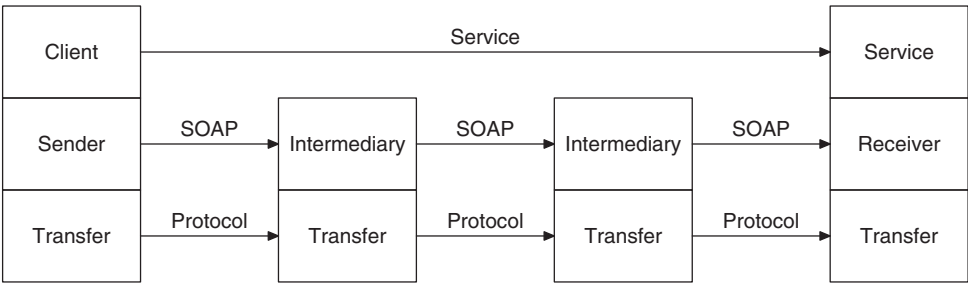 Client Service Service
Sender SOAP Intermediary SOAP Intermediary SOAP Receiver
Transfer Protocol Transfer Protocol Transfer Protocol Transfer